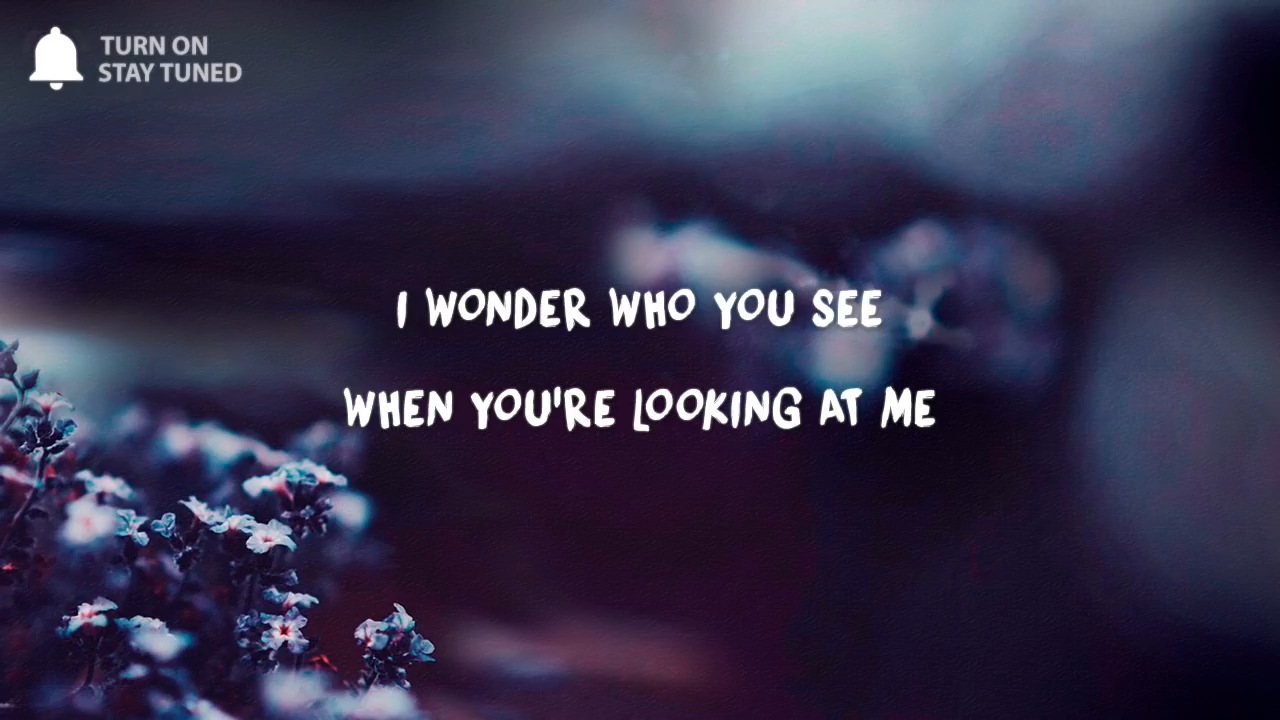 TURN ON
STAY TUNED
I WONDER WHO YOU SEE
WHEN YOU'RE LOOKING AT ME